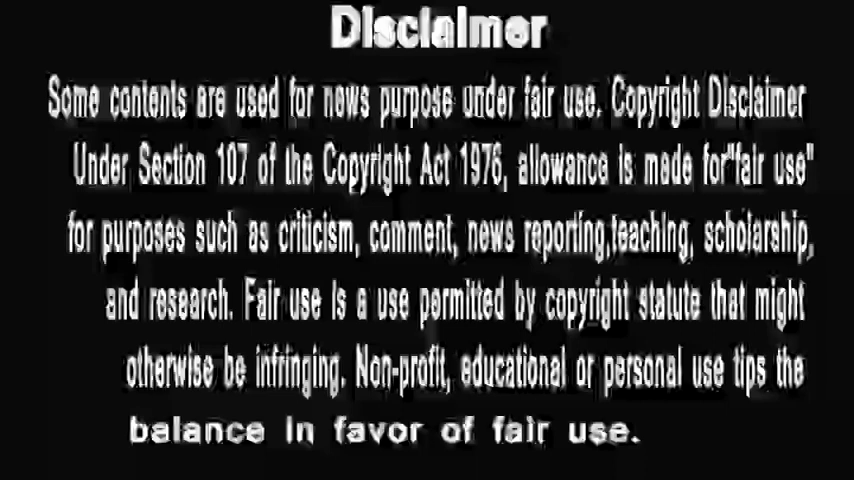 Disclaimer
Some contents are used for news purpose under fair use. Copyright Disclaimer
Under Section 107 of the Copyright Act 1976, allowance is made for"fair use"
for purposes such as criticism, comment, news reporting,teaching, scholarship,
and research. Fair use is a use permitted by copyright statute that might
otherwise be infringing. Non-profit, educational or personal use tips the
balance in favor of fair use.